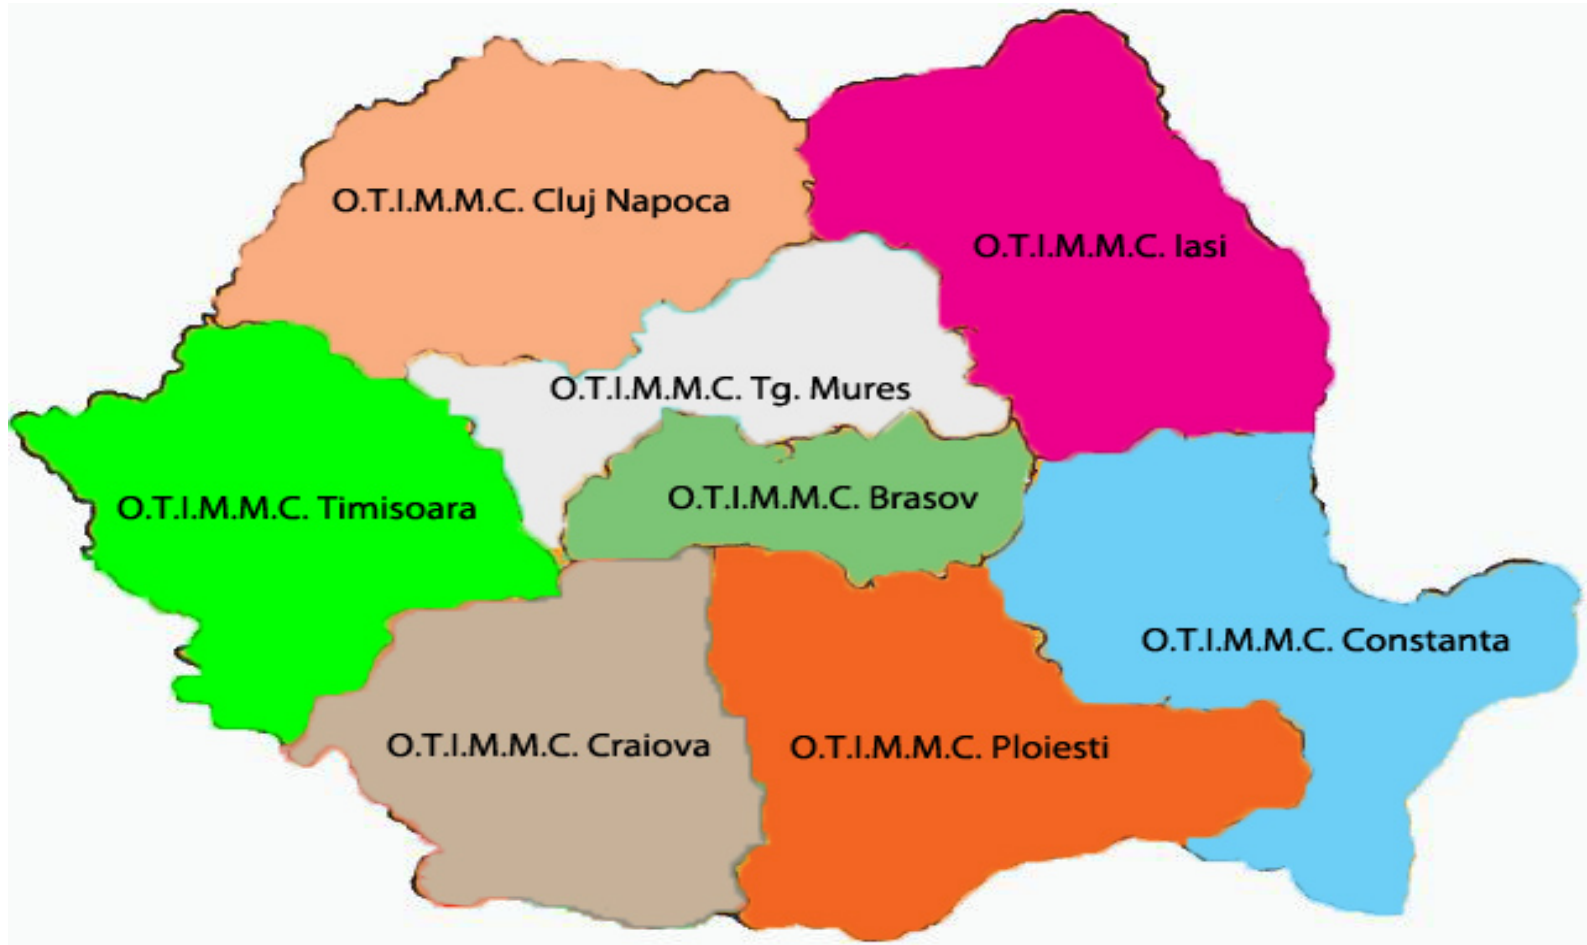 O.T.I.M.M.C. Cluj Napoca
O.T.I.M.M.C. Iasi
O.T.I.M.M.C. Tg. Mures
O.T.I.M.M.C. Brasov
O.T.I.M.M.C. Timisoara
O.T.I.M.M.C. Constanta
O.T.I.M.M.C. Craiova
O.T.I.M.M.C. Ploiesti